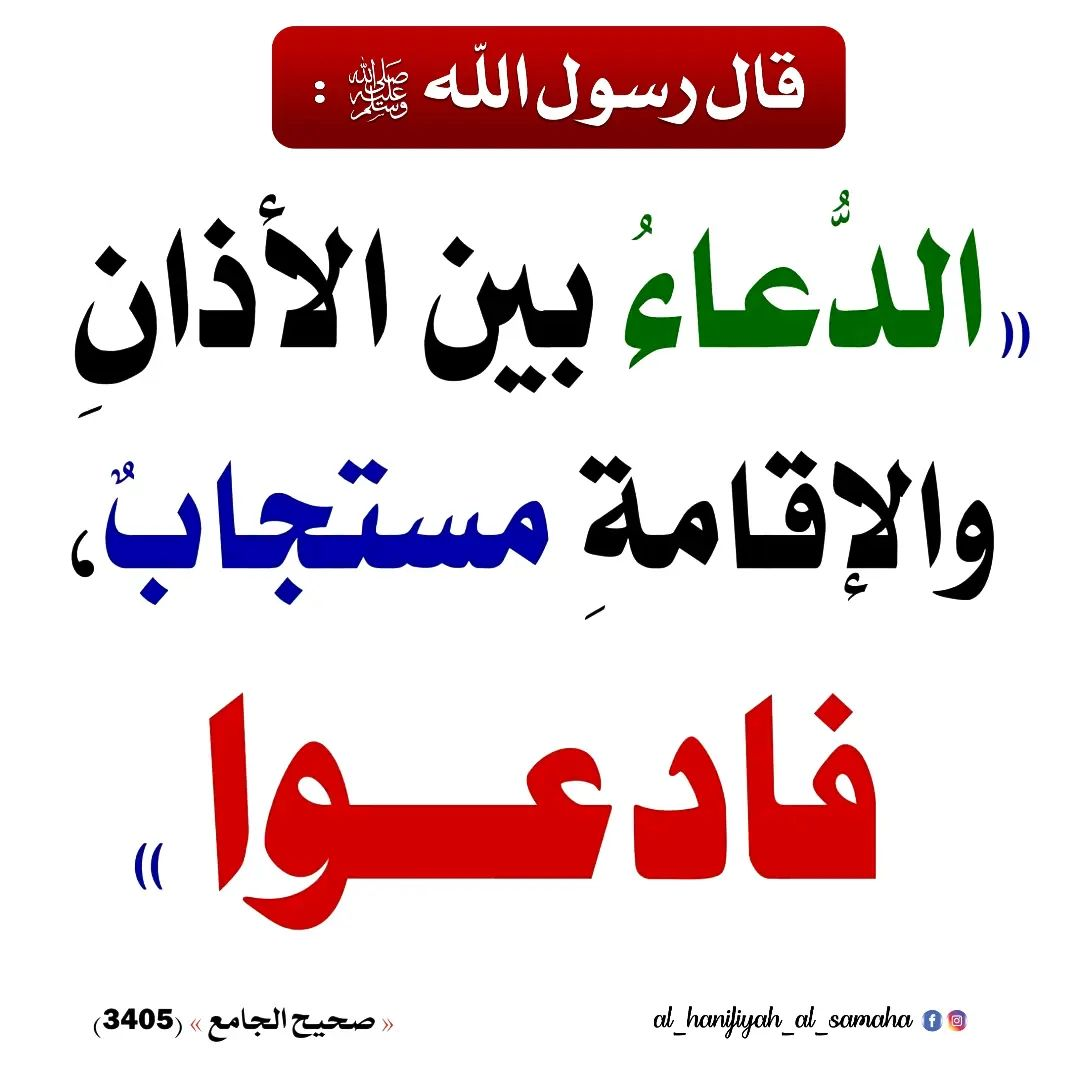 قال رسول الله ﷺ :
(( الدُّعاءُ بين الأذانِ
والإقامةِ مستجابٌ،
فادعوا ))
« صحيح الجامع » (3405)
al_hanifiyah_al_samaha